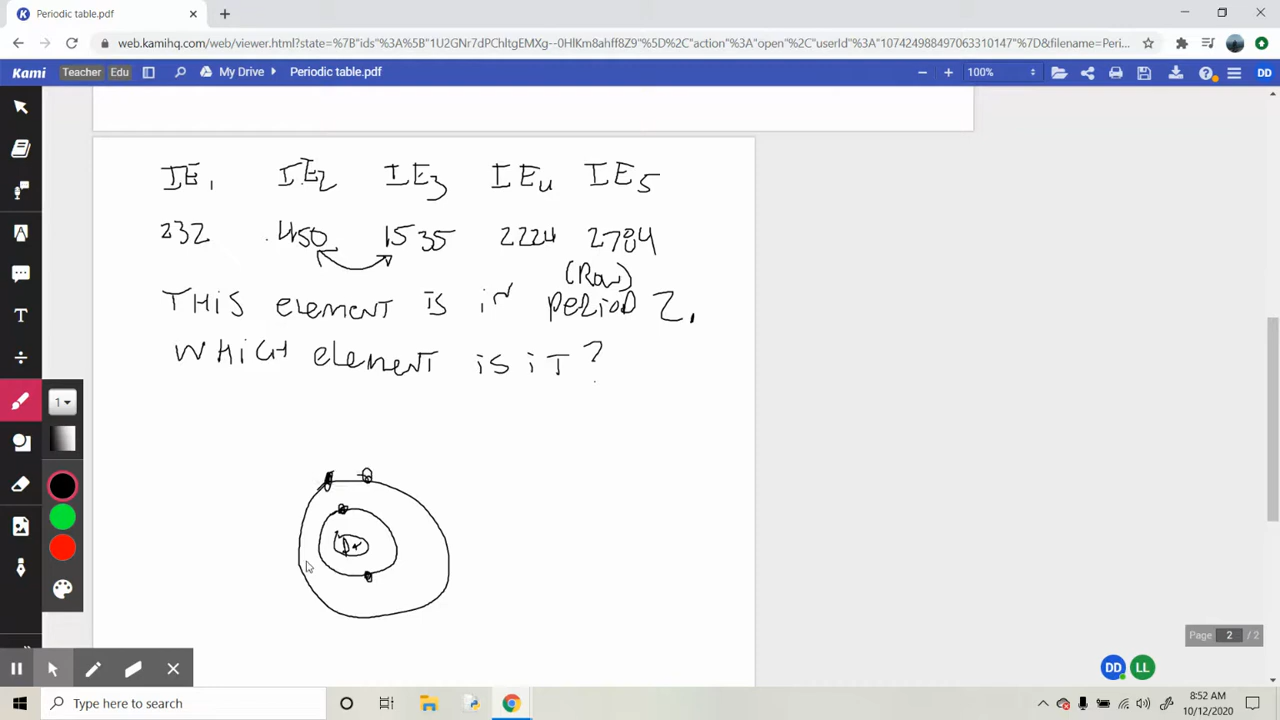 Periodic table.pdf
web.kamihq.com/web/viewer.html?state=%7B"ids"%3A%5B"1U2GNr7dPChltgEMXg--0HlKm8ahff8Z9"%5D%2C"action"%3A"open"%2C"userId"%3A"107424988497063310147"%7D&filename=Peri...
Kami Teacher Edu My Drive Periodic table.pdf 100% DD
IE1 IE2 IE3 IE4 IE5
232 450 1535 2224 2784
(Row)
THIS element is in PERIOD 2.
WHICH element is iT?
1
P+
Page 2 / 2
DD LL
Type here to search
8:52 AM
10/12/2020